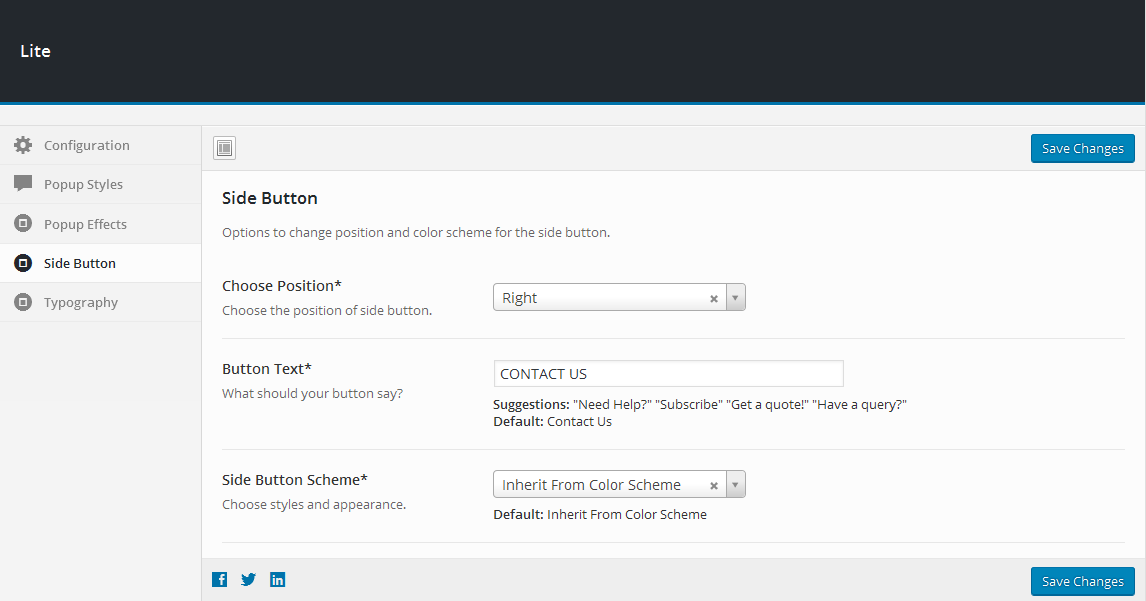 Lite
Configuration
Popup Styles
Popup Effects
Side Button
Typography
Save Changes
Side Button
Options to change position and color scheme for the side button.
Choose Position*
Choose the position of side button.
Right
Button Text*
What should your button say?
CONTACT US
Suggestions: "Need Help?" "Subscribe" "Get a quote!" "Have a query?"
Default: Contact Us
Side Button Scheme*
Choose styles and appearance.
Inherit From Color Scheme
Default: Inherit From Color Scheme
Save Changes